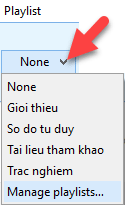 Playlist
None
None
Gioi thieu
So do tu duy
Tai lieu tham khao
Trac nghiem
Manage playlists...